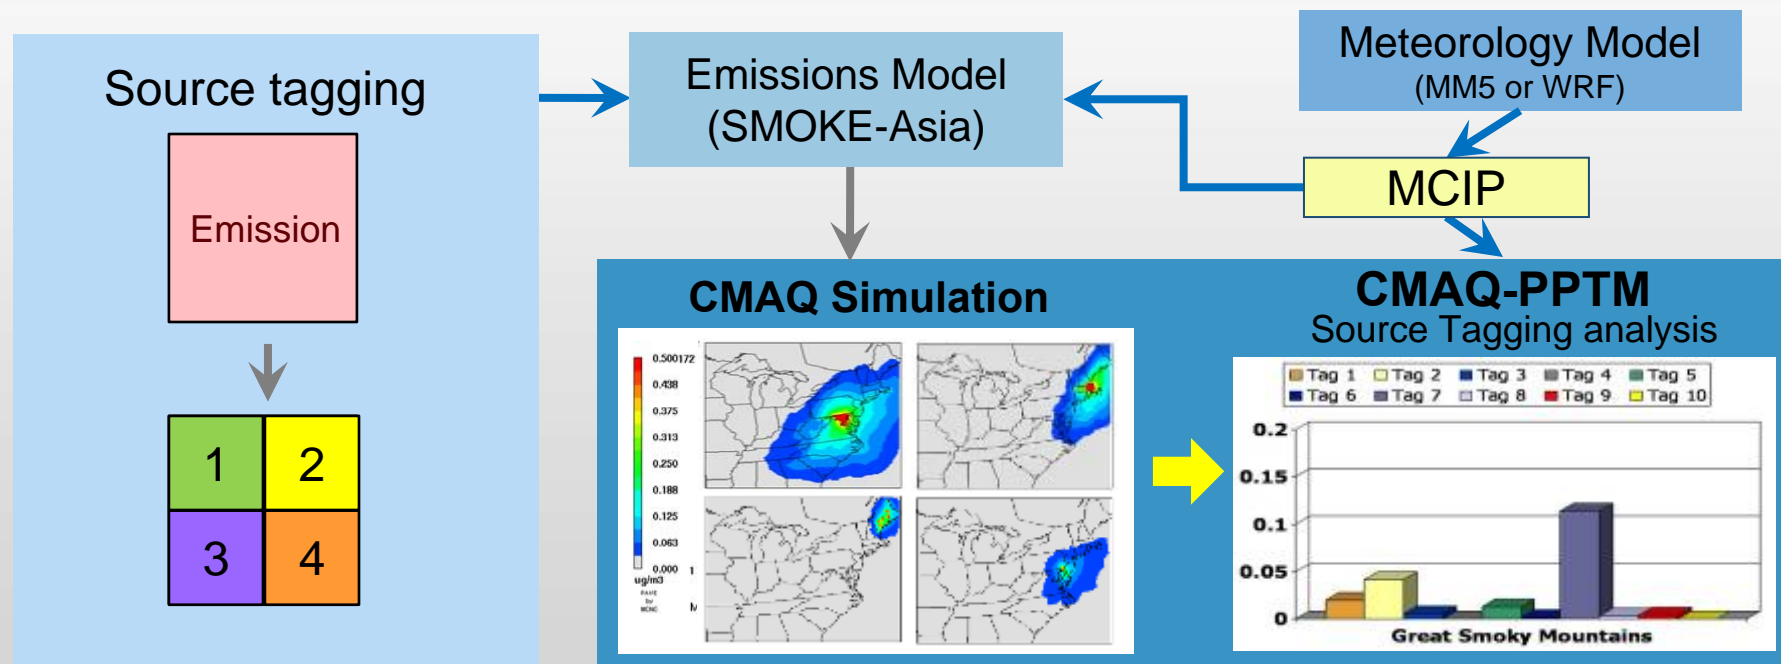 Source tagging
Emission
1 2
3 4
Emissions Model
(SMOKE-Asia)
Meteorology Model
(MM5 or WRF)
MCIP
CMAQ Simulation
0.500172
0.438
0.375
0.313
0.250
0.188
0.125
0.063
0.000 1
ug/m3
PAVE
by
MCNC
CMAQ-PPTM
Source Tagging analysis
Tag 1 Tag 2 Tag 3 Tag 4 Tag 5
Tag 6 Tag 7 Tag 8 Tag 9 Tag 10
0.2
0.15
0.1
0.05
0
Great Smoky Mountains